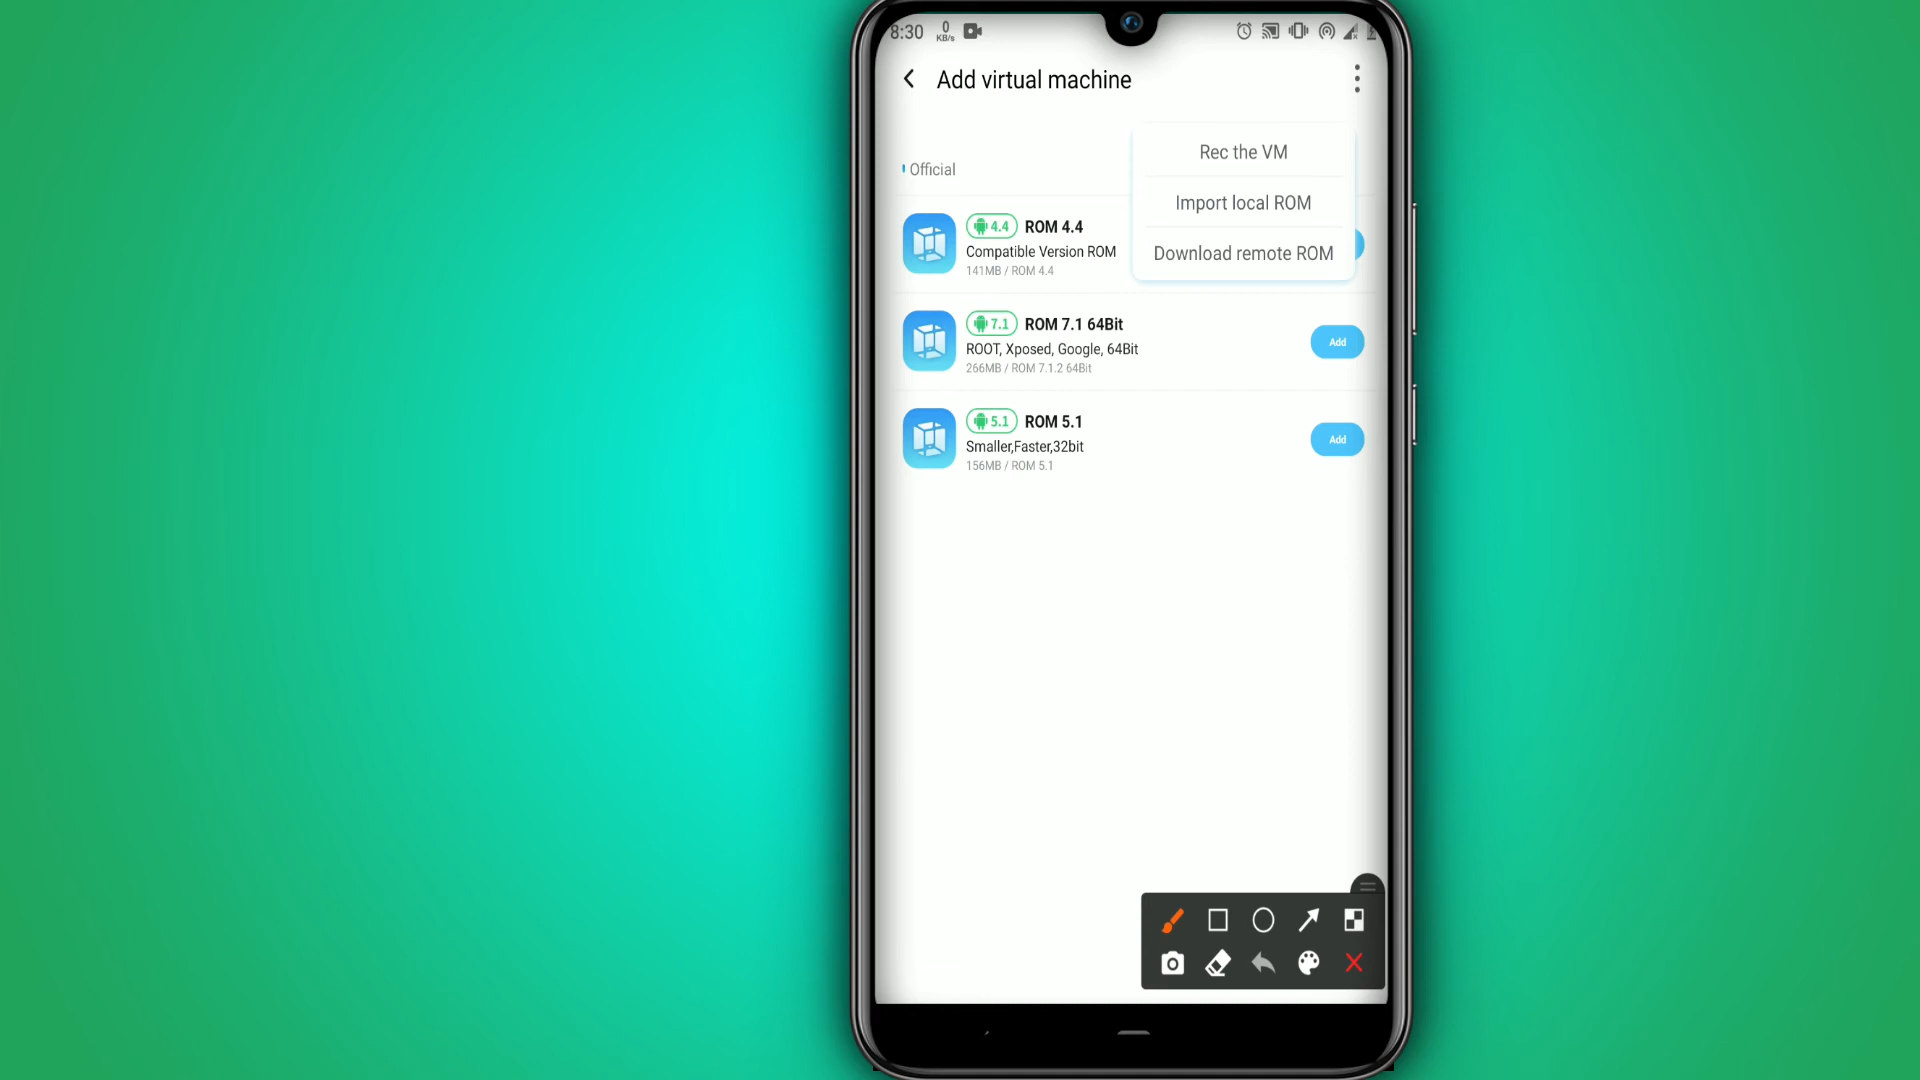 8:30
0
KB/s
Add virtual machine
Rec the VM
Official
Import local ROM
Download remote ROM
4.4 ROM 4.4
Compatible Version ROM
141MB / ROM 4.4
7.1 ROM 7.1 64Bit
ROOT, Xposed, Google, 64Bit
266MB / ROM 7.1.2 64Bit
Add
5.1 ROM 5.1
Smaller,Faster,32bit
156MB / ROM 5.1
Add